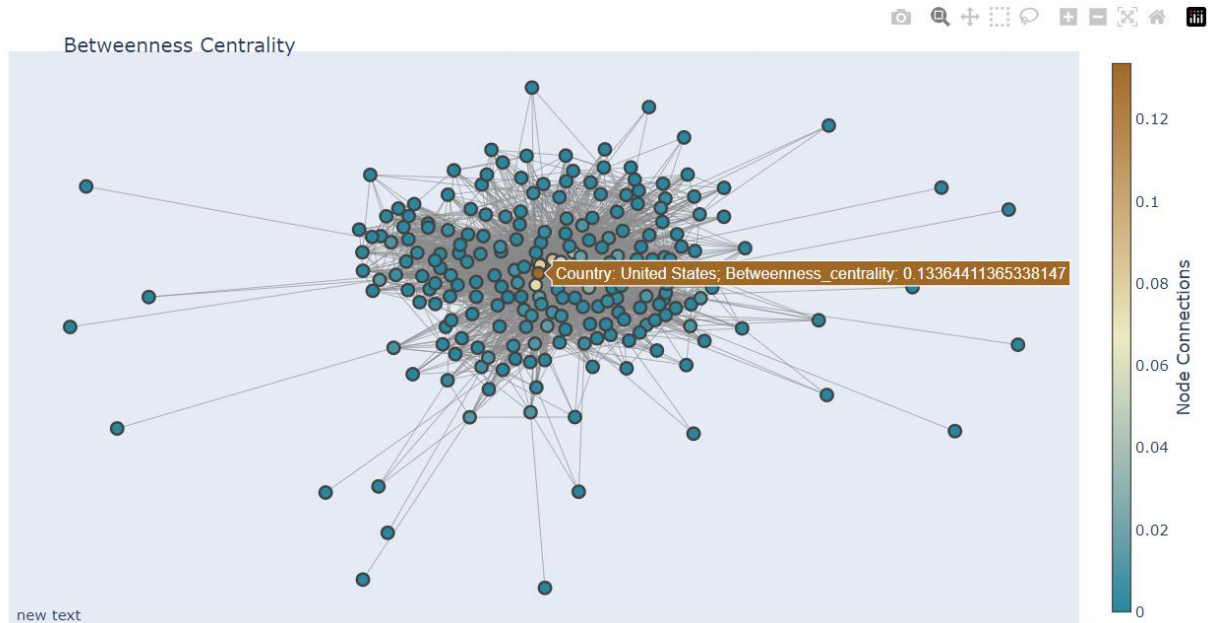 Betweenness Centrality
Country: United States; Betweenness_centrality: 0.13364411365338147
0.12
0.1
0.08
0.06
0.04
0.02
0
Node Connections
new text